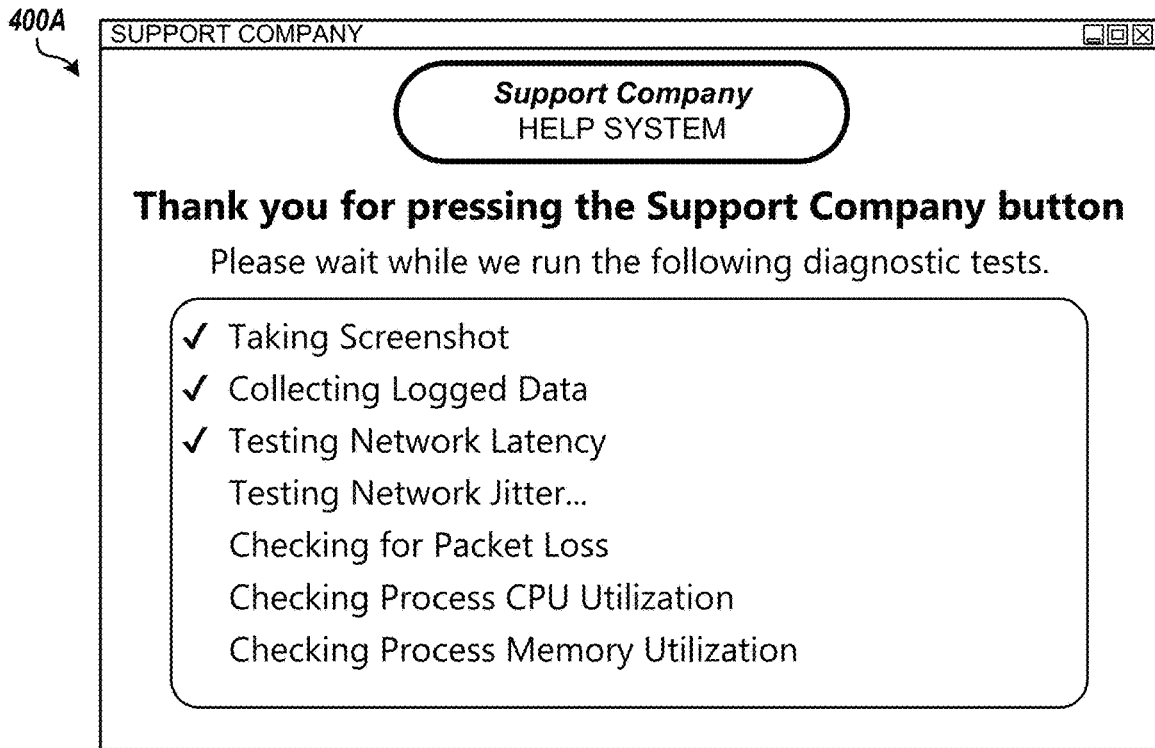 400A
SUPPORT COMPANY
Support Company
HELP SYSTEM
Thank you for pressing the Support Company button
Please wait while we run the following diagnostic tests.
✓ Taking Screenshot
✓ Collecting Logged Data
✓ Testing Network Latency
Testing Network Jitter...
Checking for Packet Loss
Checking Process CPU Utilization
Checking Process Memory Utilization